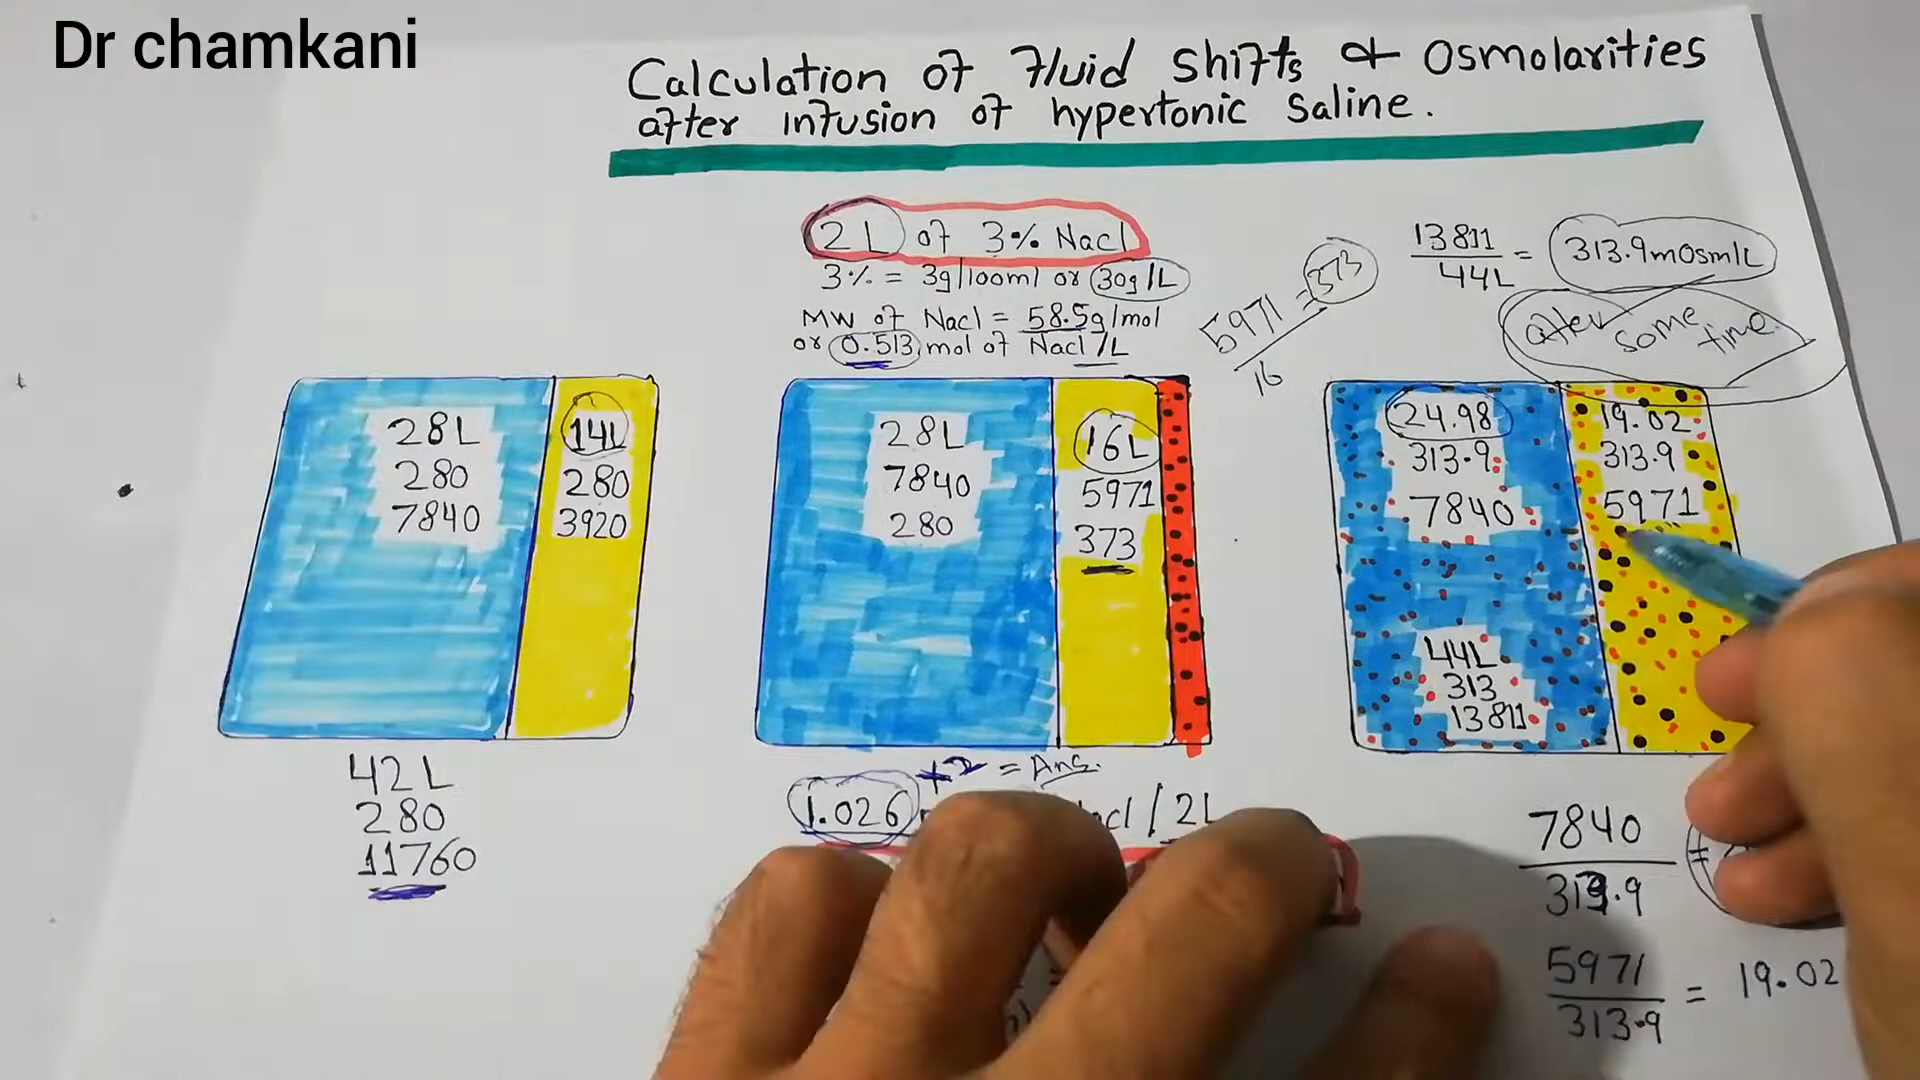 Dr chamkani
Calculation of Fluid Shifts & Osmolarities
after infusion of hypertonic Saline.
2 L of 3% Nacl
3% = 3g/100ml or 30g/L
MW of Nacl = 58.5g/mol
or 0.513 mol of Nacl/L
5971
16
= 373
13811
44L
= 313.9mOsm/L
after some time
28L
280
7840
14L
280
3920
42 L
280
11760
28L
7840
280
16L
5971
373
+2 = Ans.
1.026
/ 2L
24.98
313.9
7840
19.02
313.9
5971
44L
313
13811
7840
313.9
=
5971
313.9
= 19.02